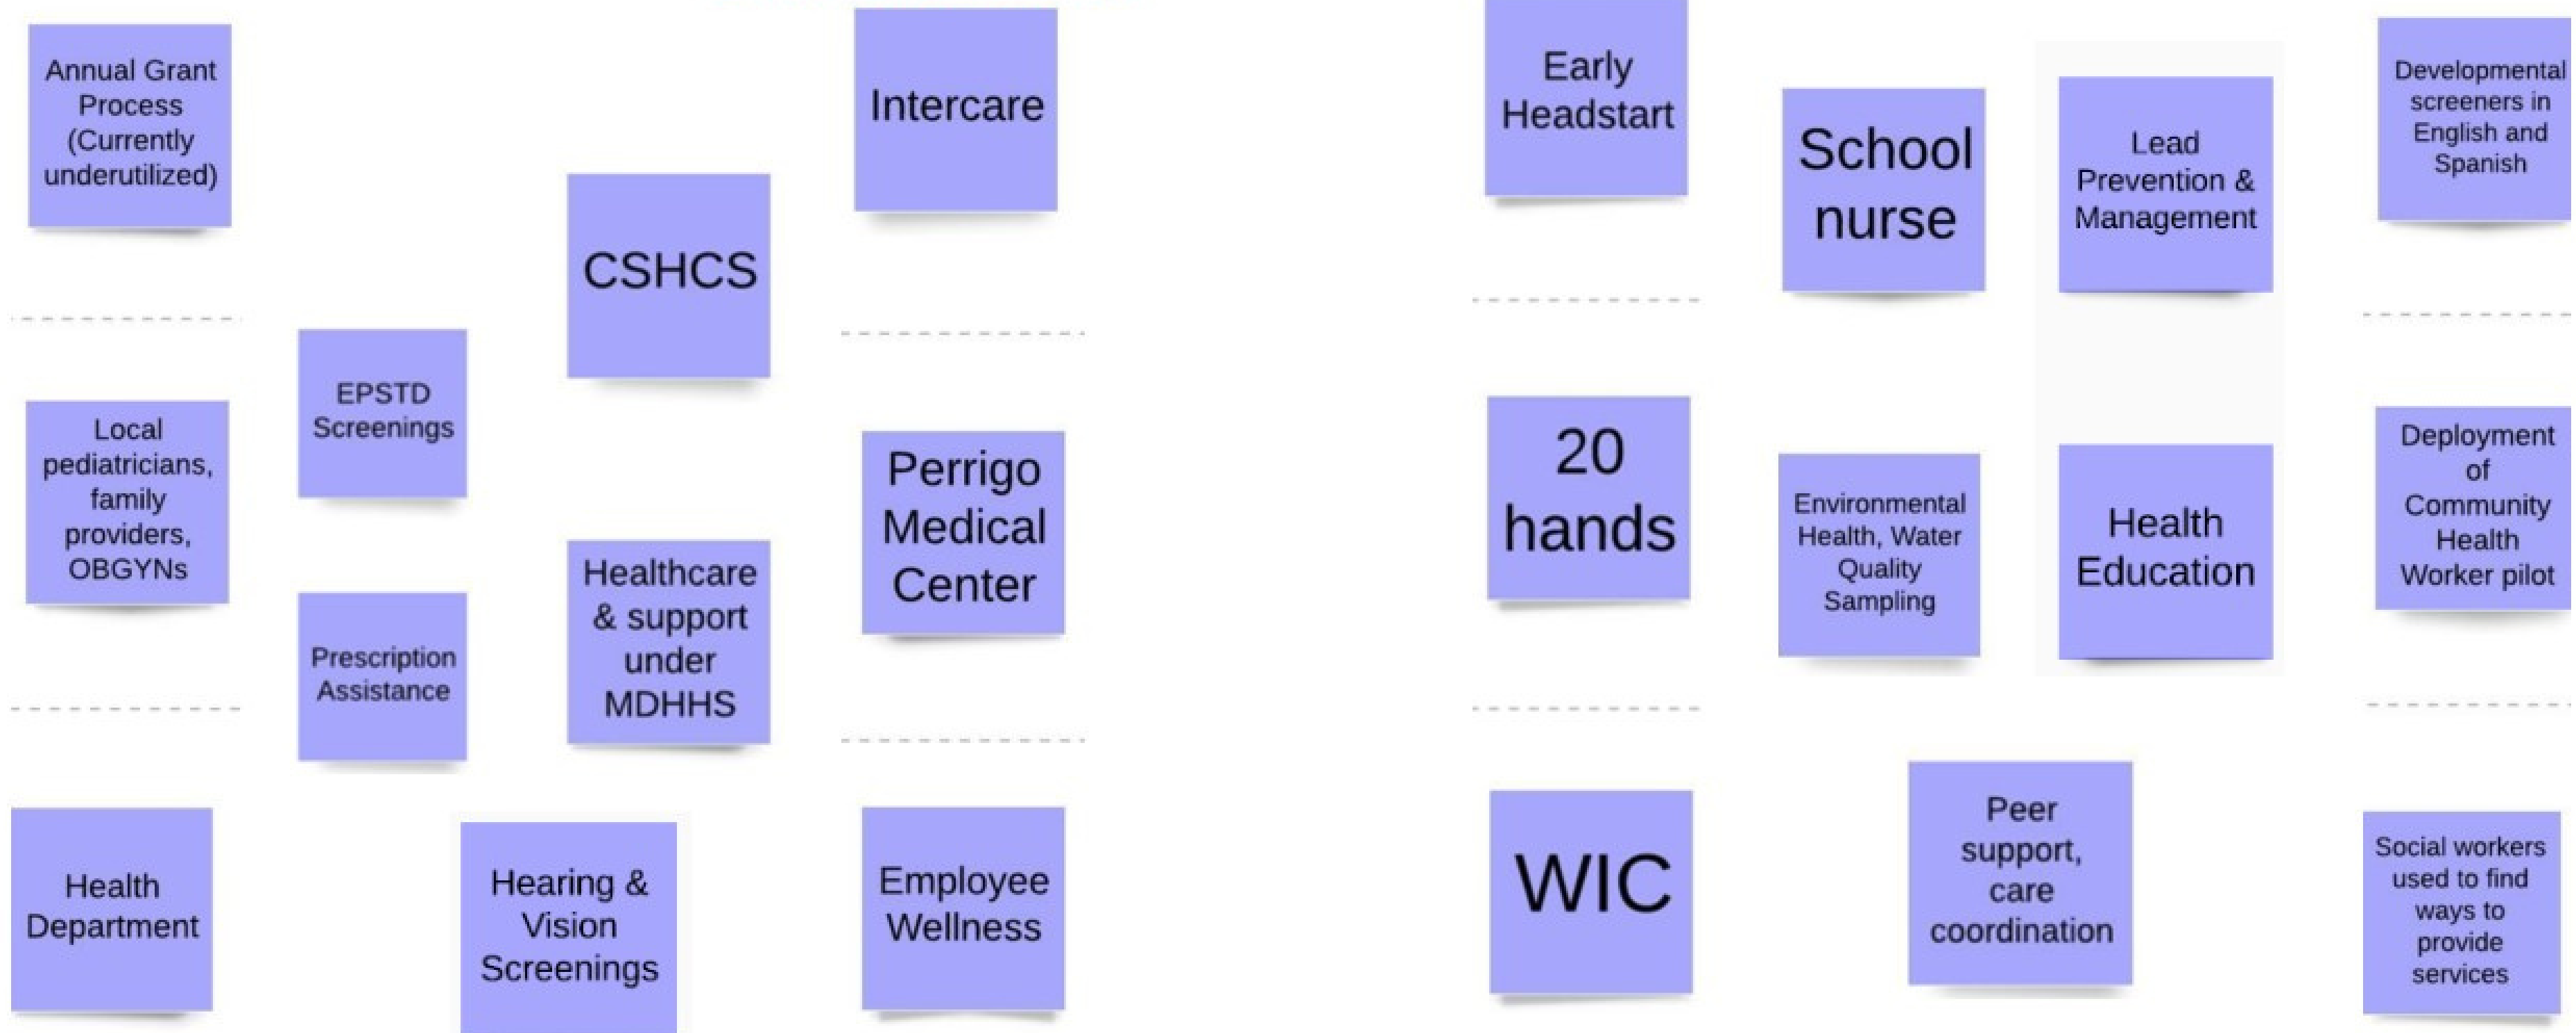 Annual Grant
Process
(Currently
underutilized)
Local
pediatricians,
family
providers,
OBGYNs
Health
Department
EPSTD
Screenings
Prescription
Assistance
CSHCS
Healthcare
& support
under
MDHHS
Hearing &
Vision
Screenings
Intercare
Perrigo
Medical
Center
Employee
Wellness
Early
Headstart
20
hands
WIC
School
nurse
Environmental
Health, Water
Quality
Sampling
Lead
Prevention &
Management
Health
Education
Peer
support,
care
coordination
Developmental
screeners in
English and
Spanish
Deployment
of
Community
Health
Worker pilot
Social workers
used to find
ways to
provide
services